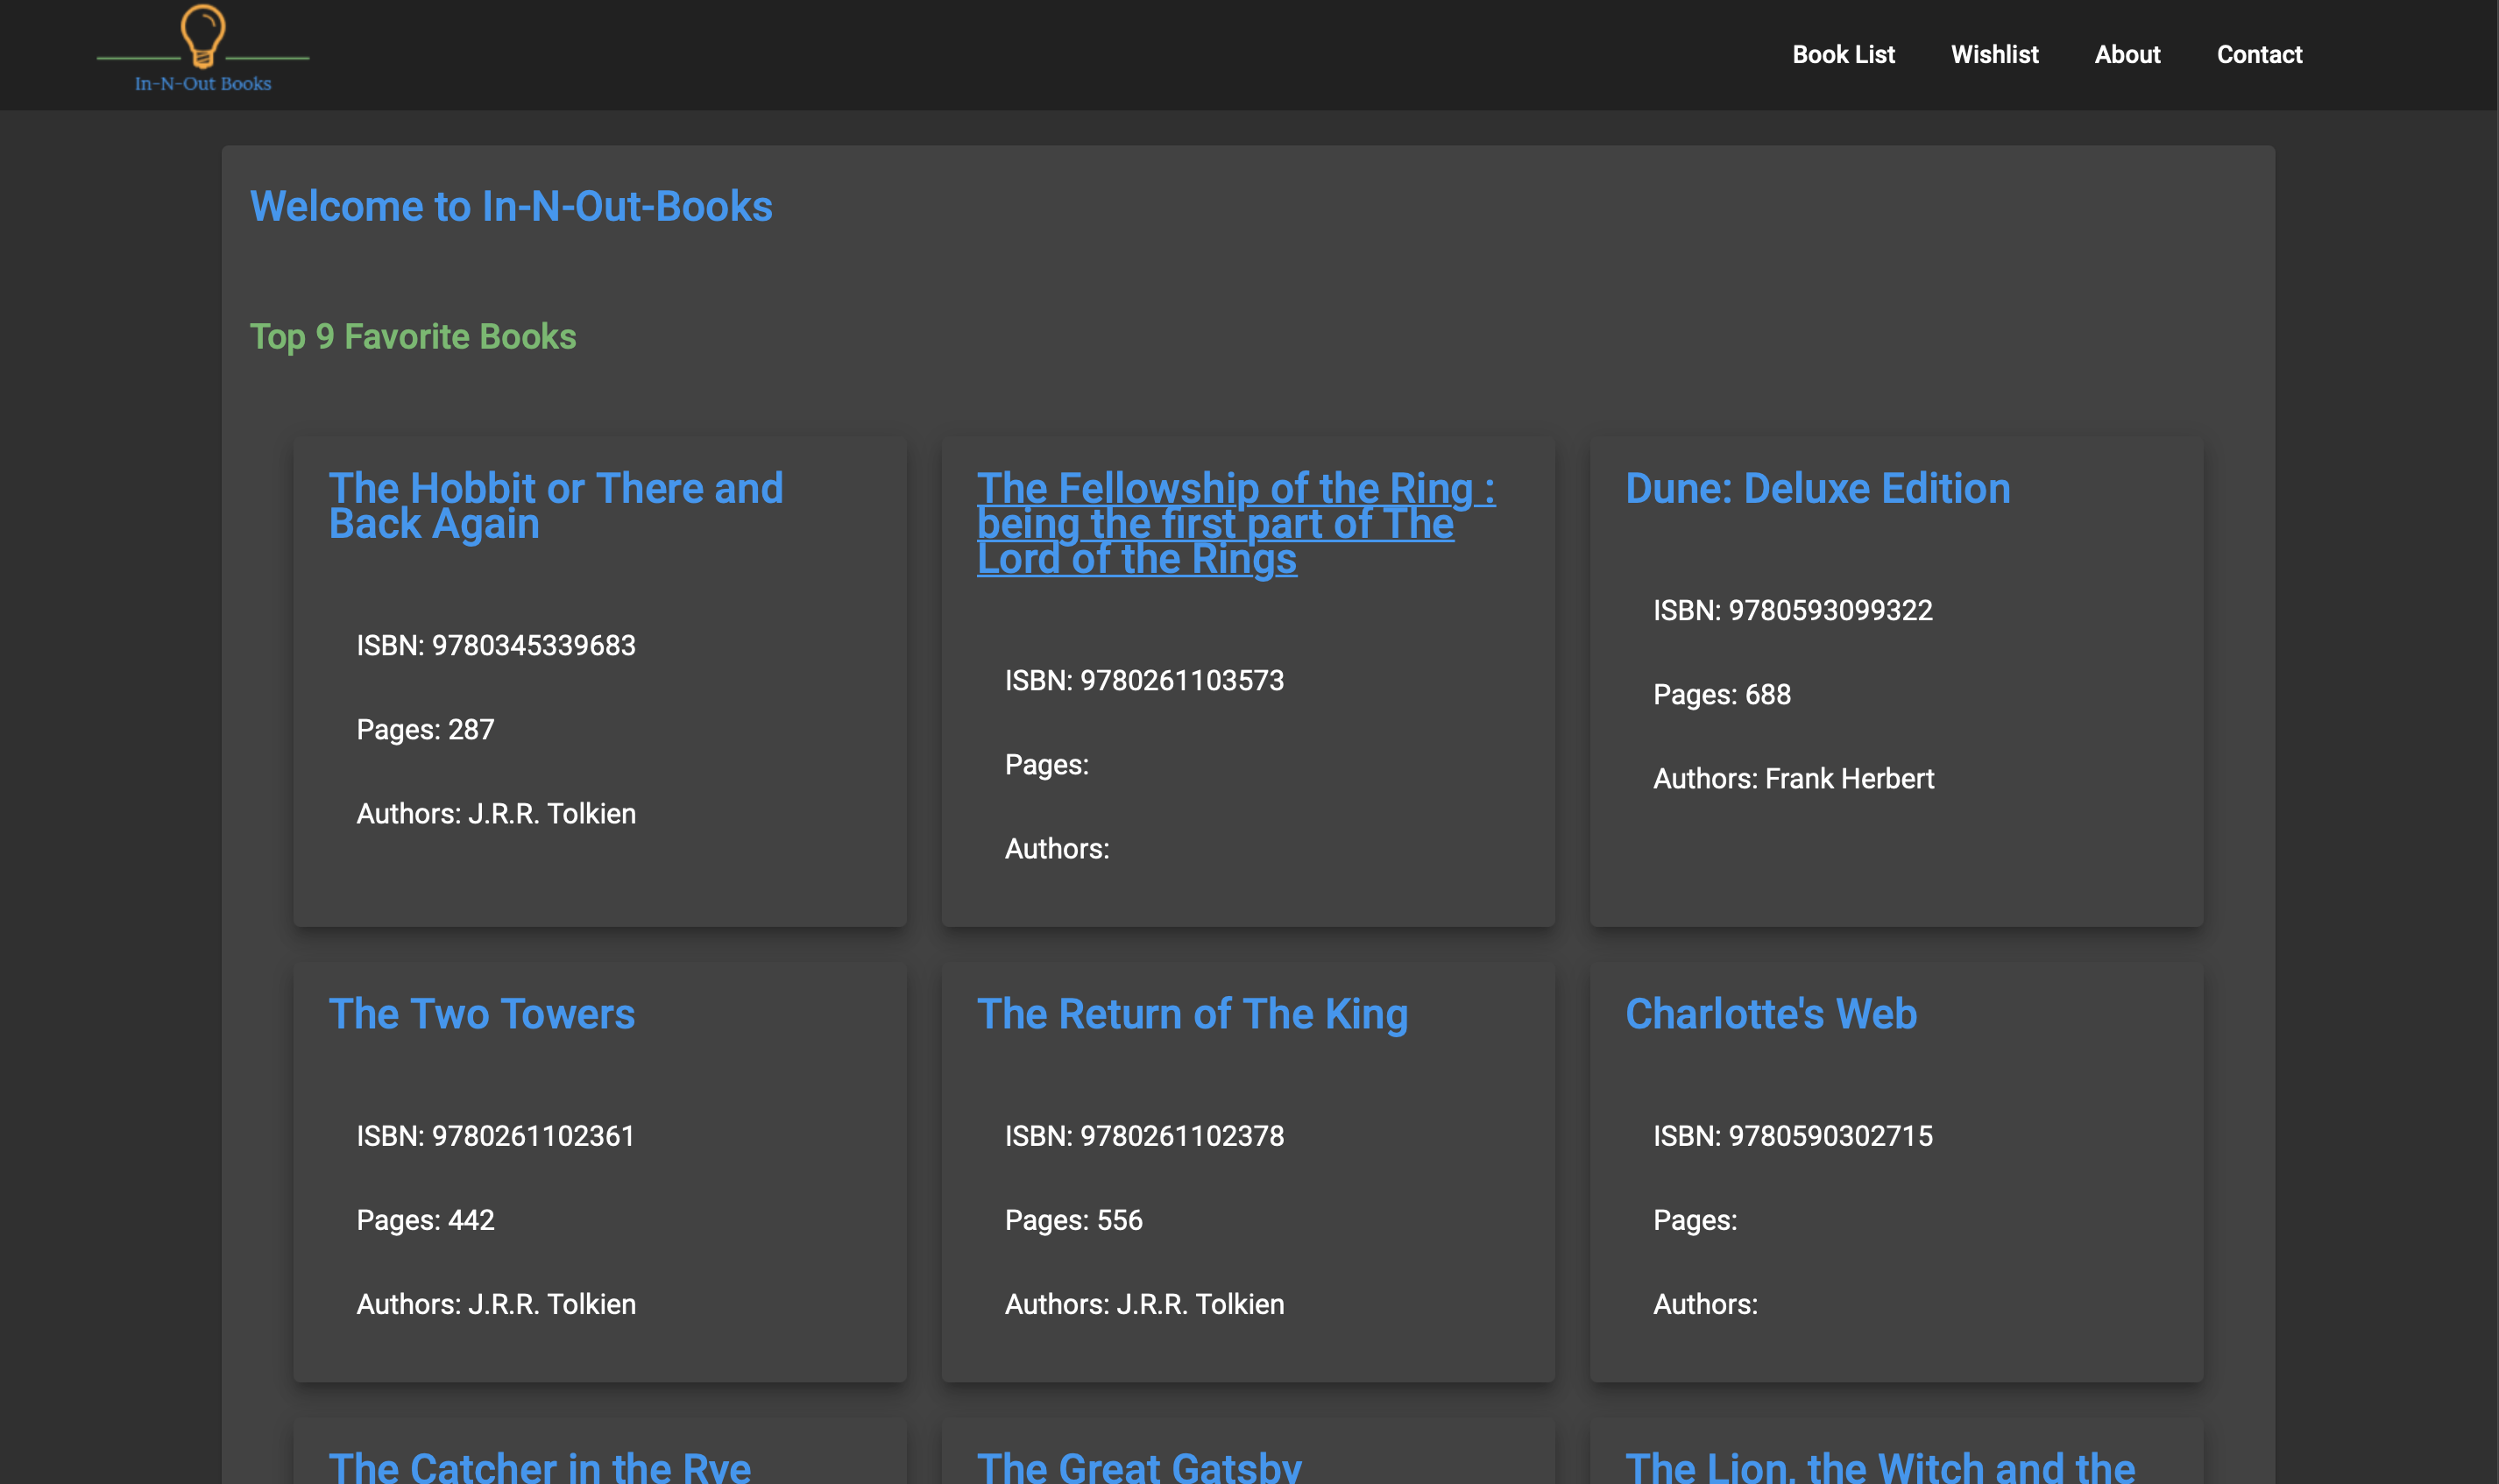 In-N-Out Books
Book List
Wishlist
About
Contact
Welcome to In-N-Out-Books
Top 9 Favorite Books
The Hobbit or There and
Back Again
ISBN: 9780345339683
Pages: 287
Authors: J.R.R. Tolkien
The Fellowship of the Ring :
being the first part of The
Lord of the Rings
ISBN: 9780261103573
Pages:
Authors:
Dune: Deluxe Edition
ISBN: 9780593099322
Pages: 688
Authors: Frank Herbert
The Two Towers
ISBN: 9780261102361
Pages: 442
Authors: J.R.R. Tolkien
The Return of The King
ISBN: 9780261102378
Pages: 556
Authors: J.R.R. Tolkien
Charlotte's Web
ISBN: 9780590302715
Pages:
Authors:
The Catcher in the Rye
The Great Gatsby
The Lion, the Witch and the